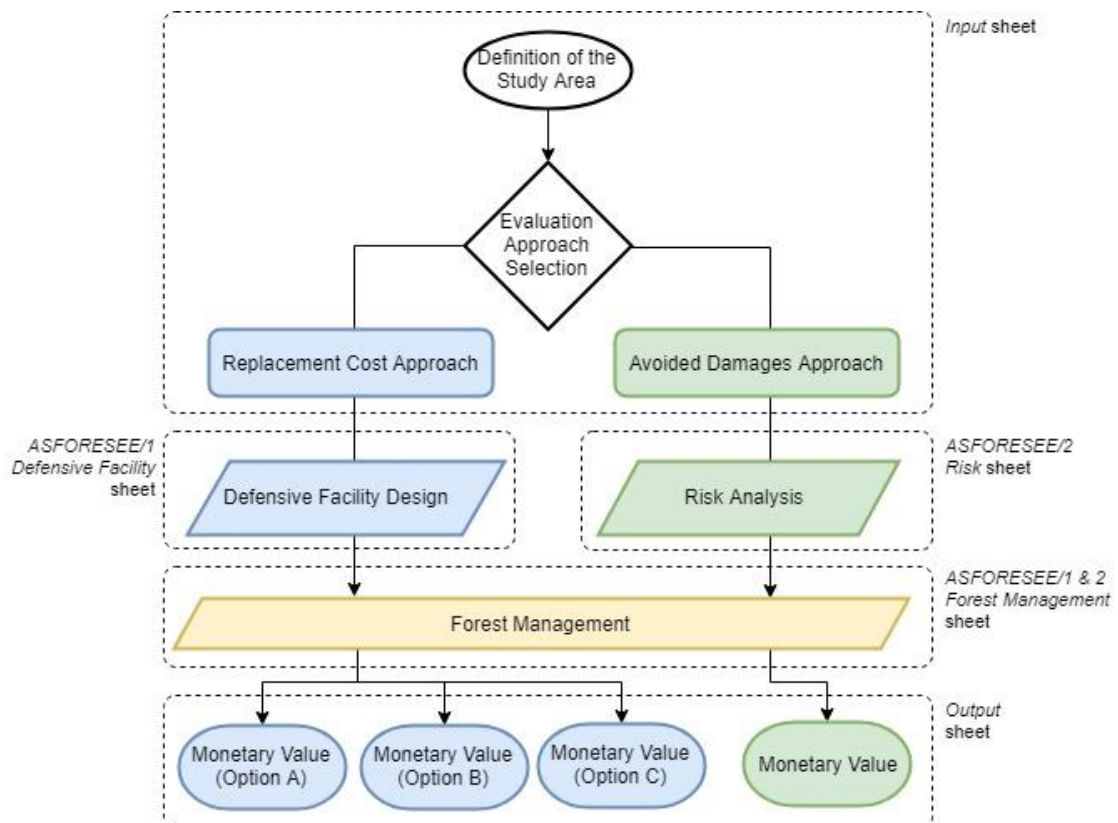 Input sheet
Definition of the
Study Area
Evaluation
Approach
Selection
Replacement Cost Approach
Avoided Damages Approach
ASFORESEE/1
Defensive Facility
sheet
Defensive Facility Design
Risk Analysis
ASFORESEE/2
Risk sheet
Forest Management
ASFORESEE/1 & 2
Forest Management
sheet
Output
sheet
Monetary Value
(Option A)
Monetary Value
(Option B)
Monetary Value
(Option C)
Monetary Value